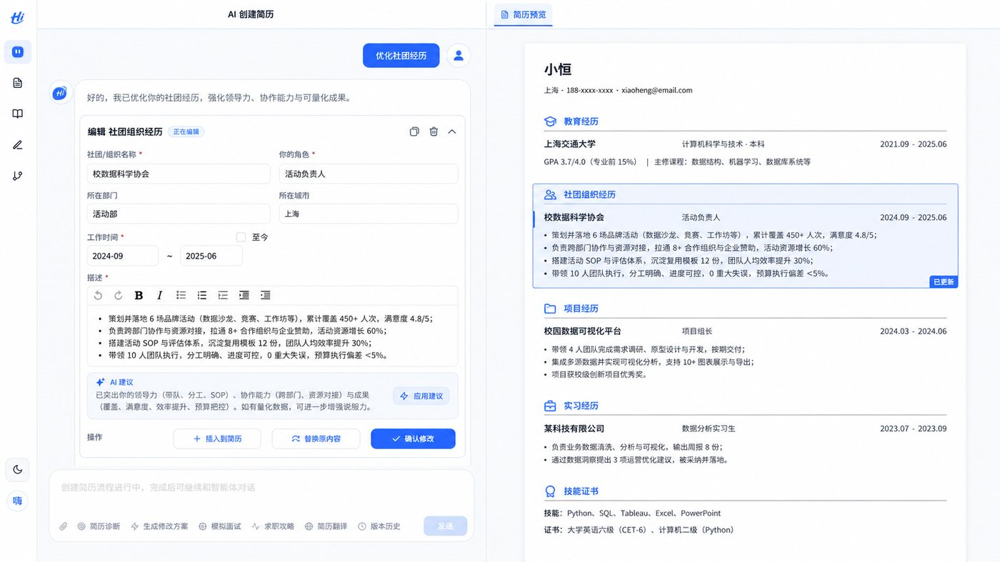 Hi
AI 创建简历
简历预览
优化社团经历
Hi
好的，我已优化你的社团经历，强化领导力、协作能力与可量化成果。
编辑 社团组织经历 正在编辑
社团/组织名称 * 你的角色 *
校数据科学协会 活动负责人
所在部门 所在城市
活动部 上海
工作时间 * 至今
2024-09 ~ 2025-06
描述 *
B I
• 策划并落地 6 场品牌活动（数据沙龙、竞赛、工作坊等），累计覆盖 450+ 人次，满意度 4.8/5；
• 负责跨部门协作与资源对接，拉通 8+ 合作组织与企业赞助，活动资源增长 60%；
• 搭建活动 SOP 与评估体系，沉淀复用模板 12 份，团队人均效率提升 30%；
• 带领 10 人团队执行，分工明确、进度可控，0 重大失误，预算执行偏差 <5%。
AI 建议
已突出你的领导力（带队、分工、SOP）、协作能力（跨部门、资源对接）与成果
（覆盖、满意度、效率提升、预算把控）。如有量化数据，可进一步增强说服力。
应用建议
操作 插入到简历 替换原内容 确认修改
创建简历流程进行中，完成后可继续和智能体对话
简历诊断 生成修改方案 模拟面试 求职攻略 简历翻译 版本历史 发送
嗨
小恒
上海 · 188-xxxx-xxxx · xiaoheng@email.com
教育经历
上海交通大学 计算机科学与技术 · 本科 2021.09 - 2025.06
GPA 3.7/4.0（专业前 15%） | 主修课程：数据结构、机器学习、数据库系统等
社团组织经历
校数据科学协会 活动负责人 2024.09 - 2025.06
• 策划并落地 6 场品牌活动（数据沙龙、竞赛、工作坊等），累计覆盖 450+ 人次，满意度 4.8/5；
• 负责跨部门协作与资源对接，拉通 8+ 合作组织与企业赞助，活动资源增长 60%；
• 搭建活动 SOP 与评估体系，沉淀复用模板 12 份，团队人均效率提升 30%；
• 带领 10 人团队执行，分工明确、进度可控，0 重大失误，预算执行偏差 <5%。
已更新
项目经历
校园数据可视化平台 项目组长 2024.03 - 2024.06
• 带领 4 人团队完成需求调研、原型设计与开发，按期交付；
• 集成多源数据并实现可视化分析，支持 10+ 图表展示与导出；
• 项目获校级创新项目优秀奖。
实习经历
某科技有限公司 数据分析实习生 2023.07 - 2023.09
• 负责业务数据清洗、分析与可视化，输出周报 8 份；
• 通过数据洞察提出 3 项运营优化建议，被采纳并落地。
技能证书
技能：Python、SQL、Tableau、Excel、PowerPoint
证书：大学英语六级（CET-6）、计算机二级（Python）